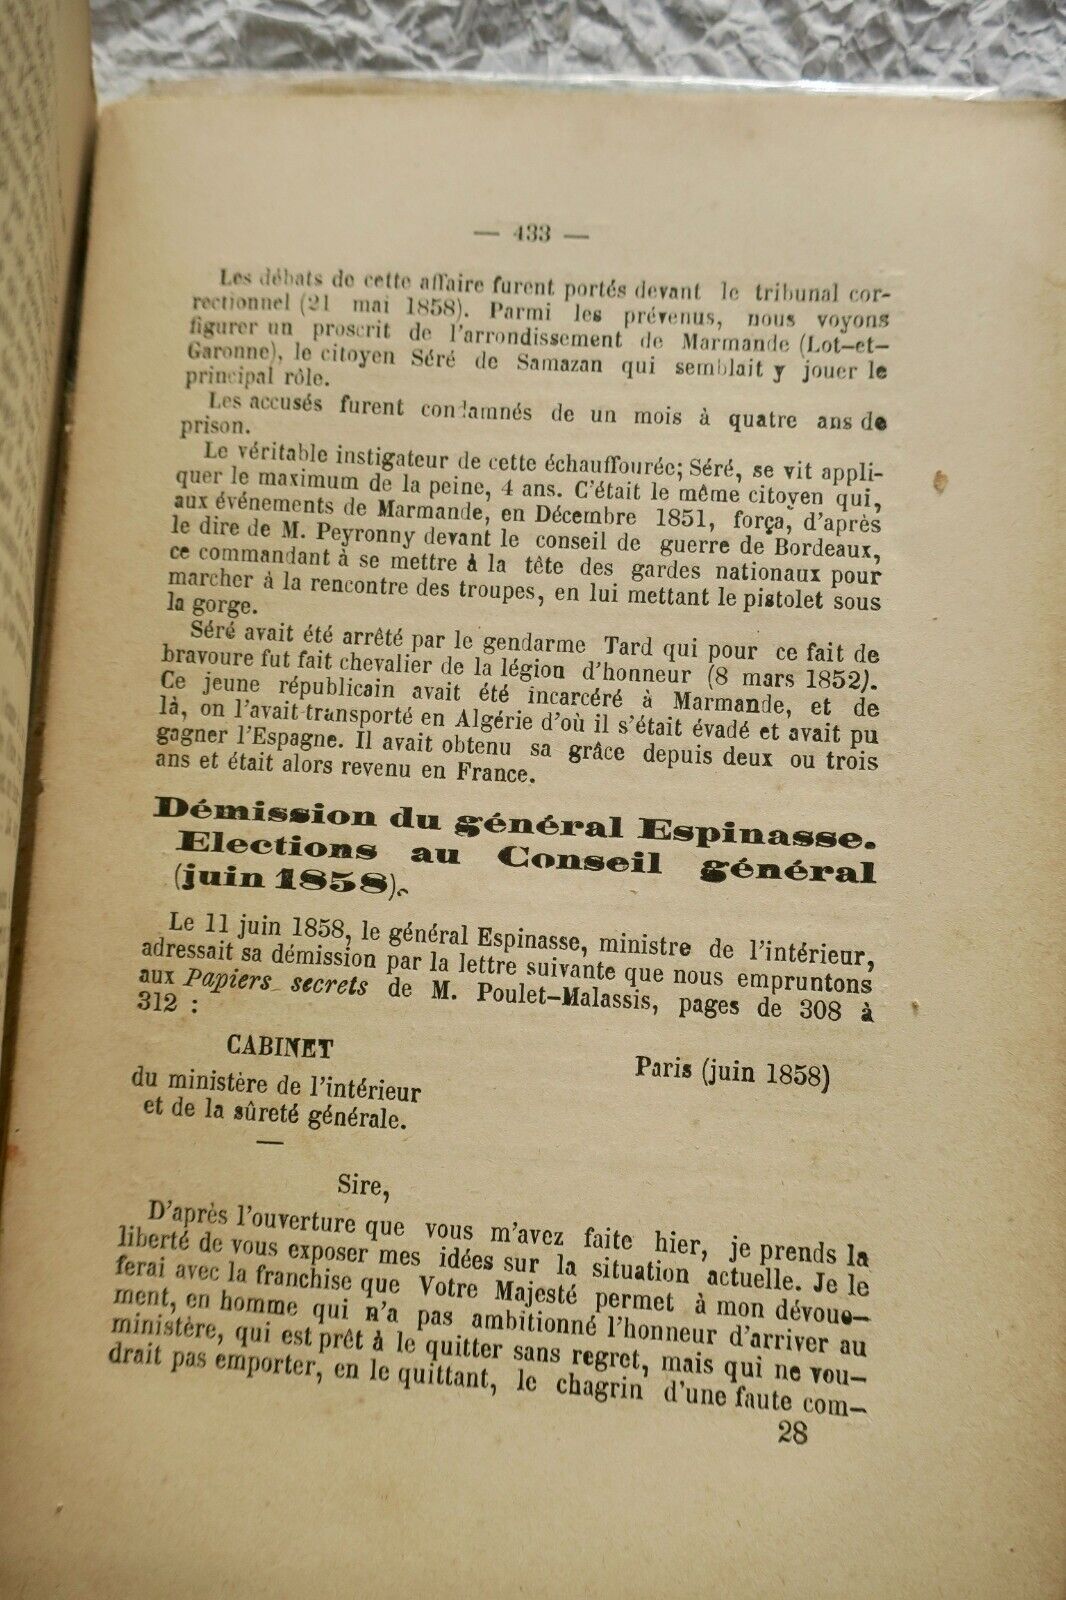 — 433 —
Les débats de cette affaire furent portés devant le tribunal cor-
rectionnel (21 mai 1858). Parmi les prévenus, nous voyons
figurer un proscrit de l'arrondissement de Marmande (Lot-et-
Garonne), le citoyen Séré de Samazan qui semblait y jouer le
principal rôle.
Les accusés furent condamnés de un mois à quatre ans de
prison.
Le véritable instigateur de cette échauffourée; Séré, se vit appli-
quer le maximum de la peine, 4 ans. C'était le même citoyen qui,
aux événements de Marmande, en Décembre 1851, força, d'après
le dire de M. Peyronny devant le conseil de guerre de Bordeaux,
ce commandant à se mettre à la tête des gardes nationaux pour
marcher à la rencontre des troupes, en lui mettant le pistolet sous
la gorge.
Séré avait été arrêté par le gendarme Tard qui pour ce fait de
bravoure fut fait chevalier de la légion d'honneur (8 mars 1852).
Ce jeune républicain avait été incarcéré à Marmande, et de
là, on l'avait transporté en Algérie d'où il s'était évadé et avait pu
gagner l'Espagne. Il avait obtenu sa grâce depuis deux ou trois
ans et était alors revenu en France.
Démission du général Espinasse.
Elections au Conseil général
(juin 1858).
Le 11 juin 1858, le général Espinasse, ministre de l'intérieur,
adressait sa démission par la lettre suivante que nous empruntons
aux Papiers secrets de M. Poulet-Malassis, pages de 308 à
312 :
CABINET
du ministère de l'intérieur
et de la sûreté générale.
—
Paris (juin 1858)
Sire,
D'après l'ouverture que vous m'avez faite hier, je prends la
liberté de vous exposer mes idées sur la situation actuelle. Je le
ferai avec la franchise que Votre Majesté permet à mon dévoue-
ment, en homme qui n'a pas ambitionné l'honneur d'arriver au
ministère, qui est prêt à le quitter sans regret, mais qui ne vou-
drait pas emporter, en le quittant, le chagrin d'une faute com-
28